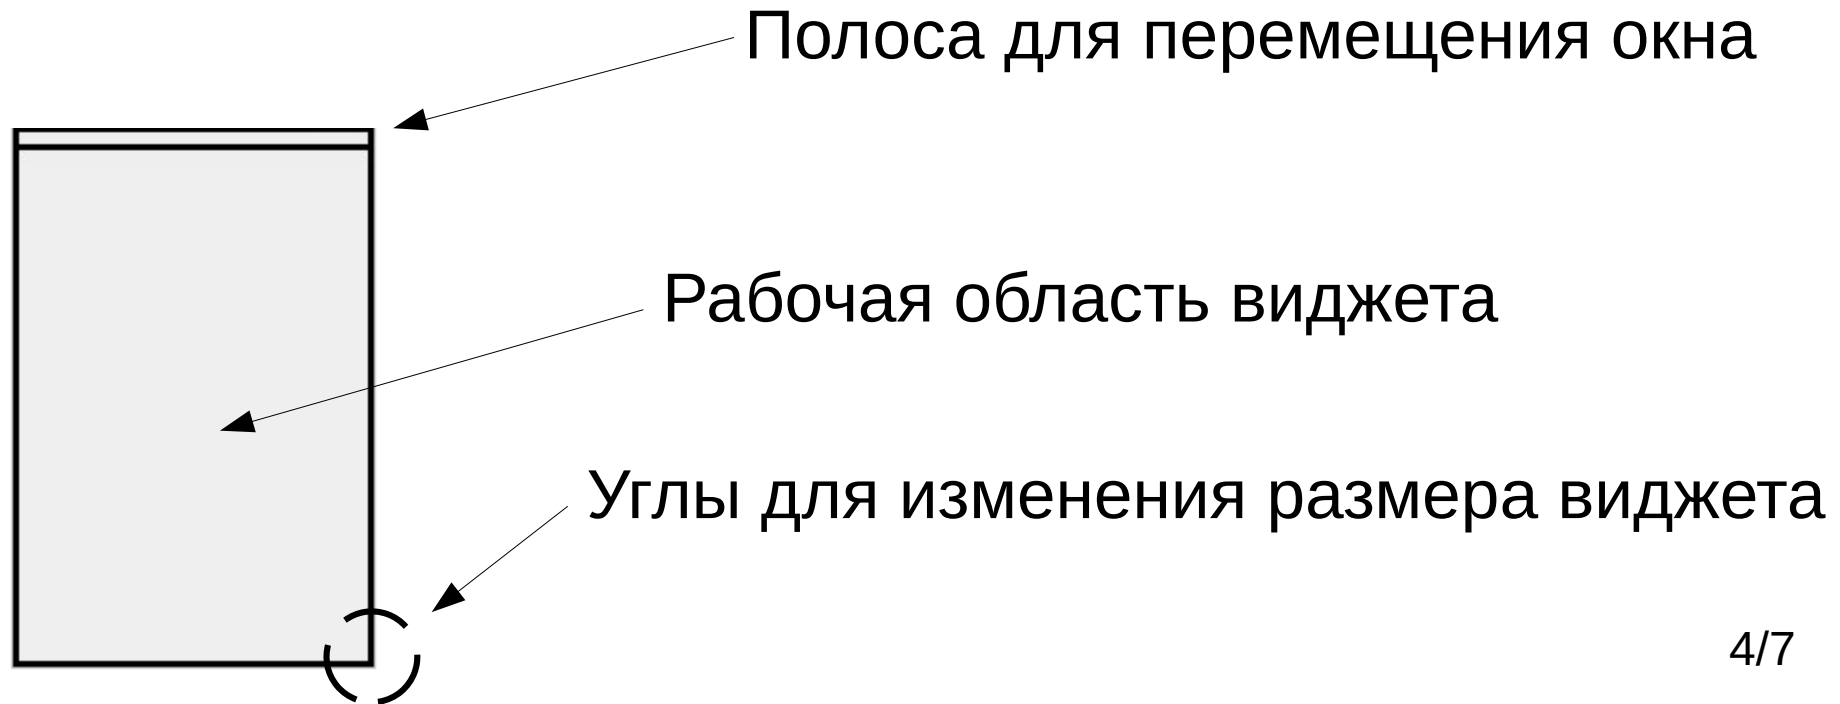 Полоса для перемещения окна
Рабочая область виджета
Углы для изменения размера виджета
4/7